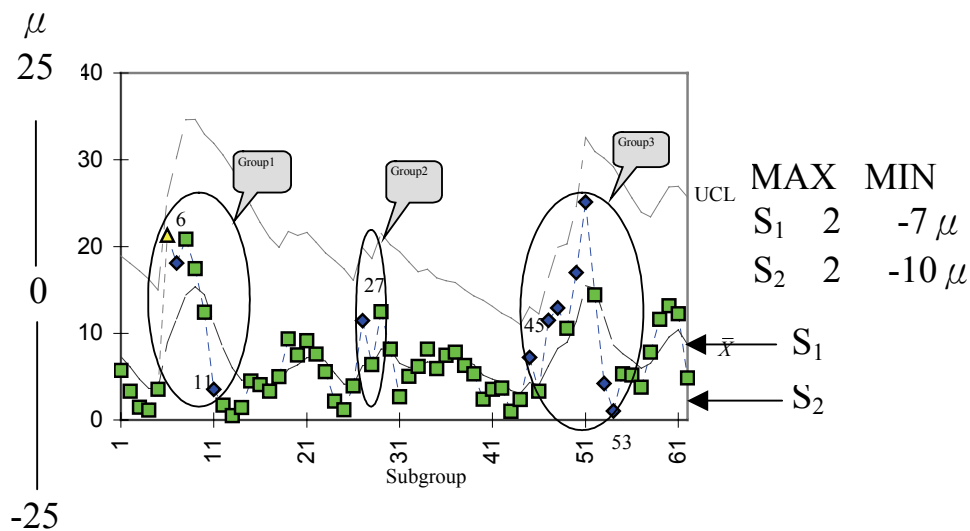 μ
25
0
-25
40
30
20
10
0
1
11
21
31
41
51
61
Subgroup
Group1
Group2
Group3
6
11
27
45
53
UCL
X̄
MAX MIN
S₁ 2 -7 μ
S₂ 2 -10 μ
S₁
S₂